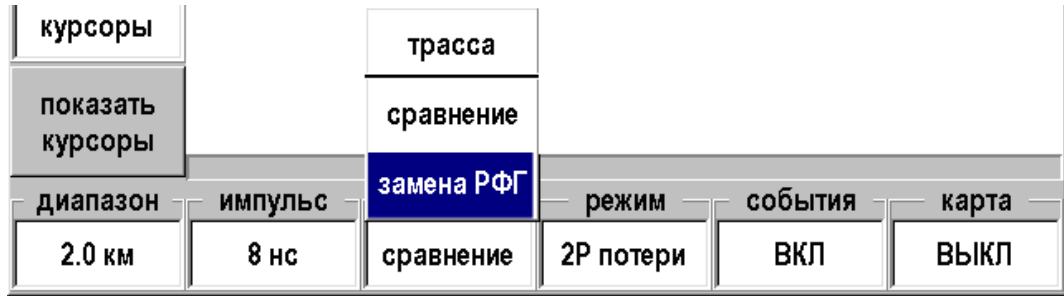 курсоры
трасса
показать
курсоры
сравнение
замена РФГ
диапазон импульс режим события карта
2.0 км 8 нс сравнение 2Р потери ВКЛ ВЫКЛ